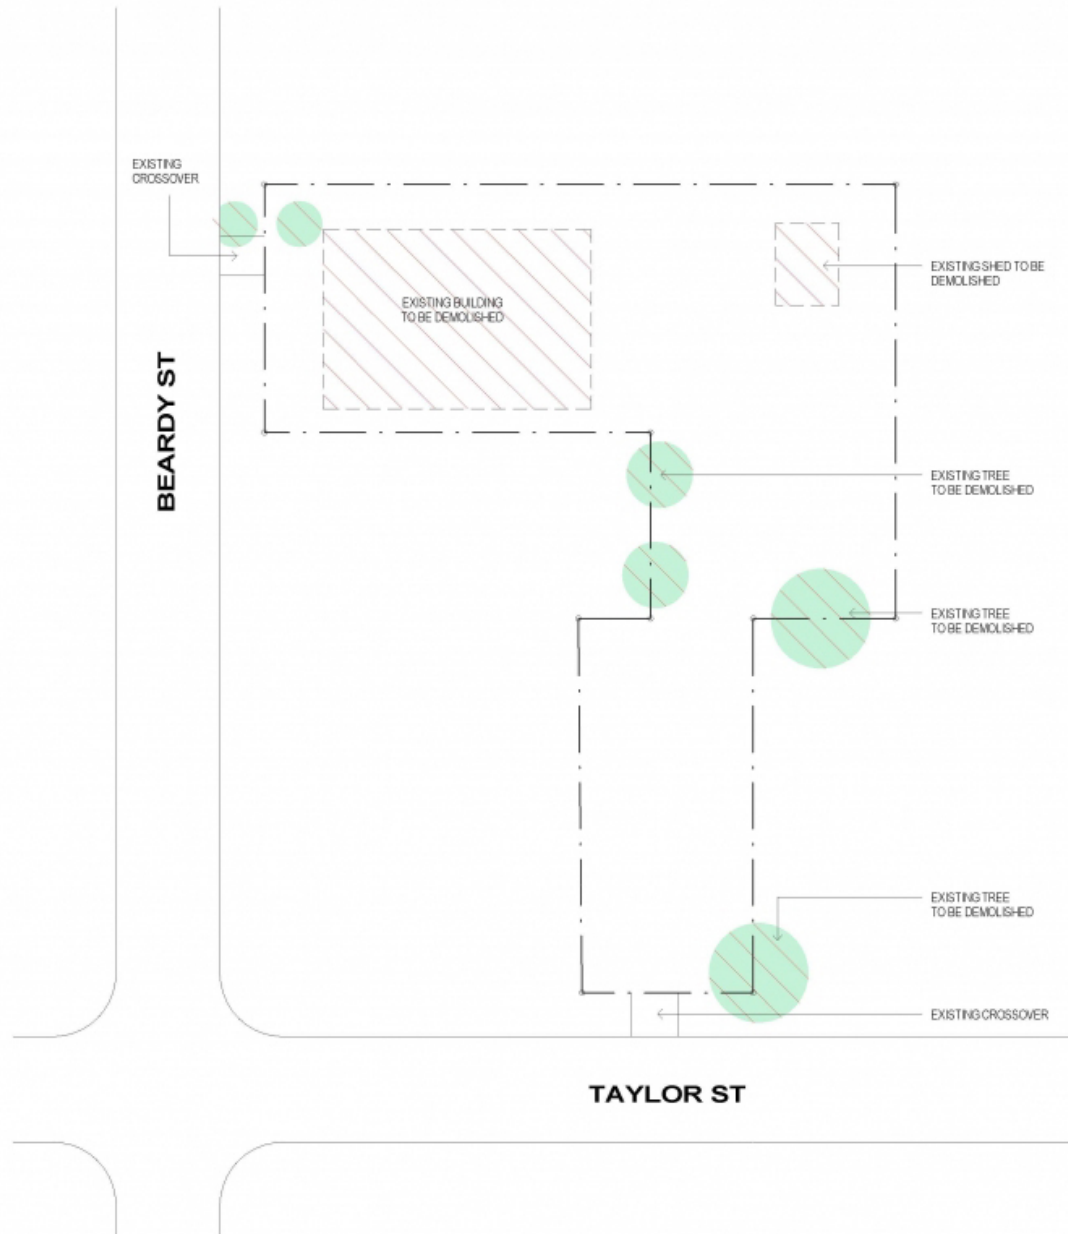 EXISTING
CROSSOVER
EXISTING SHED TO BE
DEMOLISHED
EXISTING BUILDING
TO BE DEMOLISHED
BEARDY ST
EXISTING TREE
TO BE DEMOLISHED
EXISTING TREE
TO BE DEMOLISHED
EXISTING TREE
TO BE DEMOLISHED
EXISTING CROSSOVER
TAYLOR ST